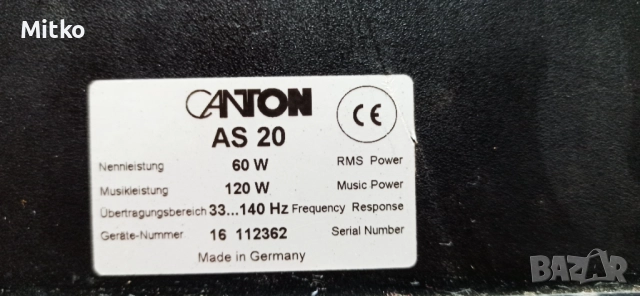 Mitko
CANTON
CE
AS 20
Nennleistung 60 W RMS Power
Musikleistung 120 W Music Power
Übertragungsbereich 33...140 Hz Frequency Response
Geräte-Nummer 16 112362 Serial Number
Made in Germany
BAZAR